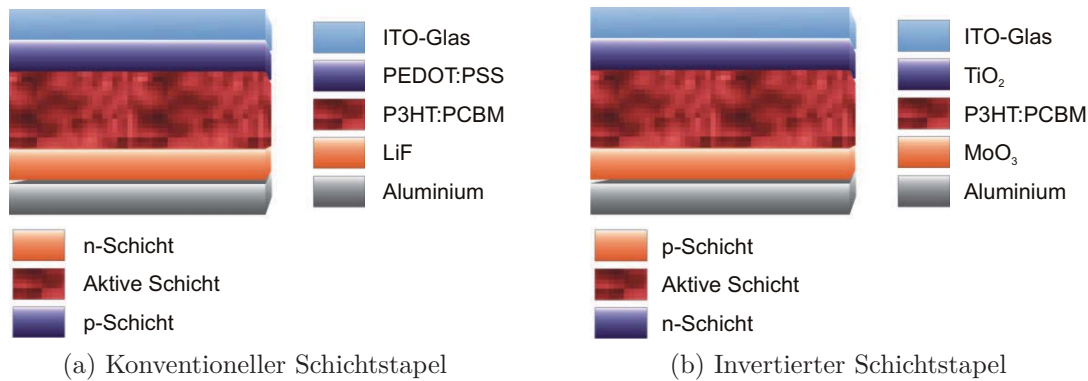 ITO-Glas
PEDOT:PSS
P3HT:PCBM
LiF
Aluminium
n-Schicht
Aktive Schicht
p-Schicht
(a) Konventioneller Schichtstapel
ITO-Glas
TiO₂
P3HT:PCBM
MoO₃
Aluminium
p-Schicht
Aktive Schicht
n-Schicht
(b) Invertierter Schichtstapel